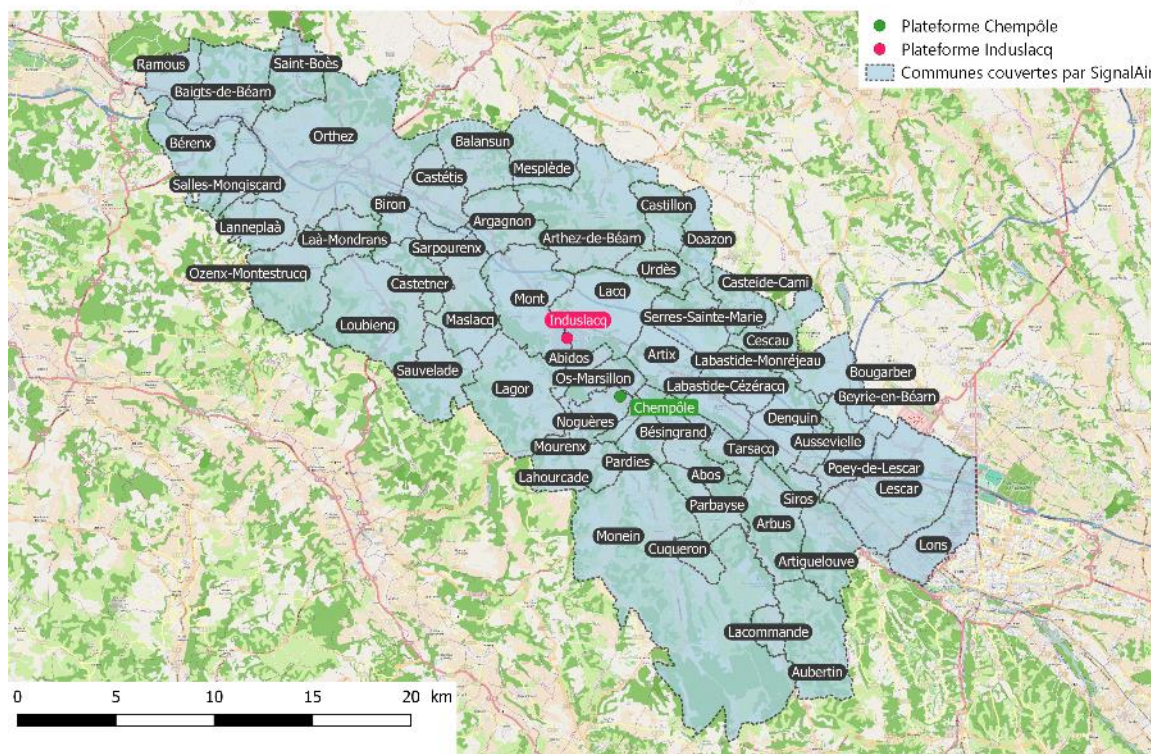 Plateforme Chempôle
Plateforme Induslacq
Communes couvertes par SignalAir
Ramous
Saint-Boès
Baigts-de-Béarn
Orthez
Bérenx
Balansun
Mesplède
Castétis
Salles-Mongiscard
Biron
Castillon
Lanneplaà
Argagnon
Laà-Mondrans
Arthez-de-Béarn
Doazon
Sarpourenx
Ozenx-Montestrucq
Urdès
Castetner
Casteide-Cami
Mont
Lacq
Maslacq
Induslacq
Serres-Sainte-Marie
Loubieng
Cescau
Abidos
Artix
Labastide-Monréjeau
Sauvelade
Os-Marsillon
Bougarber
Lagor
Labastide-Cézéracq
Beyrie-en-Béarn
Chempôle
Noguères
Denguin
Bésingrand
Mourenx
Tarsacq
Aussevielle
Pardies
Poey-de-Lescar
Lahourcade
Abos
Lescar
Siros
Parbayse
Arbus
Monein
Cuqueron
Lons
Artiguelouve
Lacommande
Aubertin
0 5 10 15 20 km